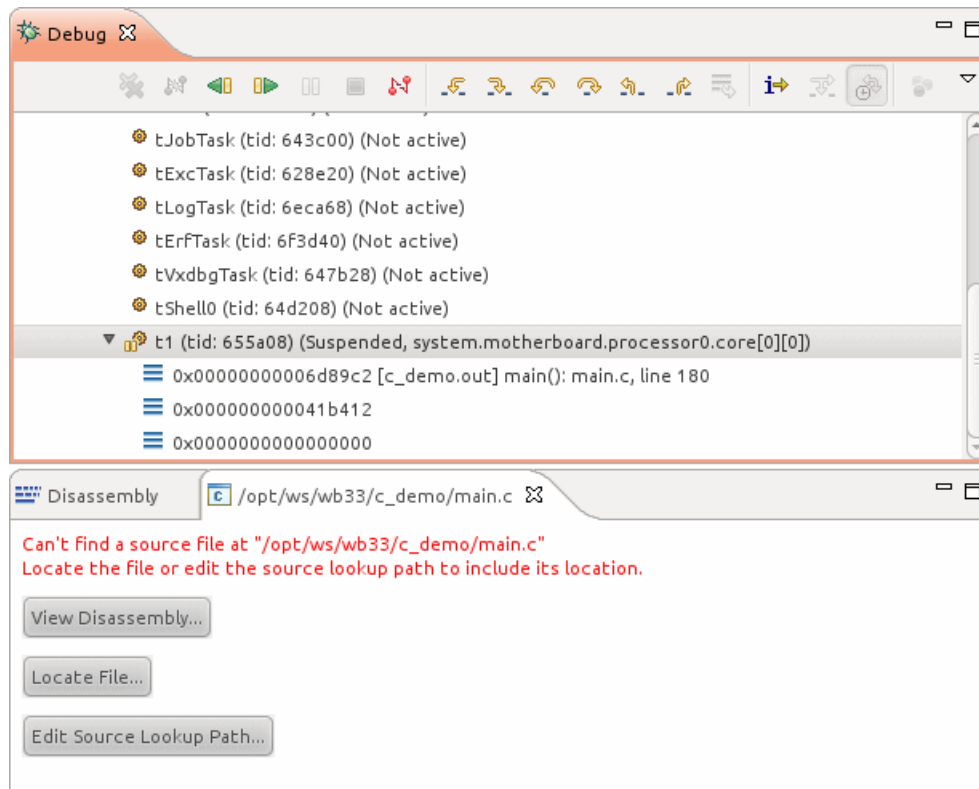 Debug
tJobTask (tid: 643c00) (Not active)
tExcTask (tid: 628e20) (Not active)
tLogTask (tid: 6eca68) (Not active)
tErfTask (tid: 6f3d40) (Not active)
tVxdbgTask (tid: 647b28) (Not active)
tShell0 (tid: 64d208) (Not active)
t1 (tid: 655a08) (Suspended, system.motherboard.processor0.core[0][0])
0x00000000006d89c2 [c_demo.out] main(): main.c, line 180
0x000000000041b412
0x0000000000000000
Disassembly /opt/ws/wb33/c_demo/main.c
Can't find a source file at "/opt/ws/wb33/c_demo/main.c"
Locate the file or edit the source lookup path to include its location.
View Disassembly...
Locate File...
Edit Source Lookup Path...